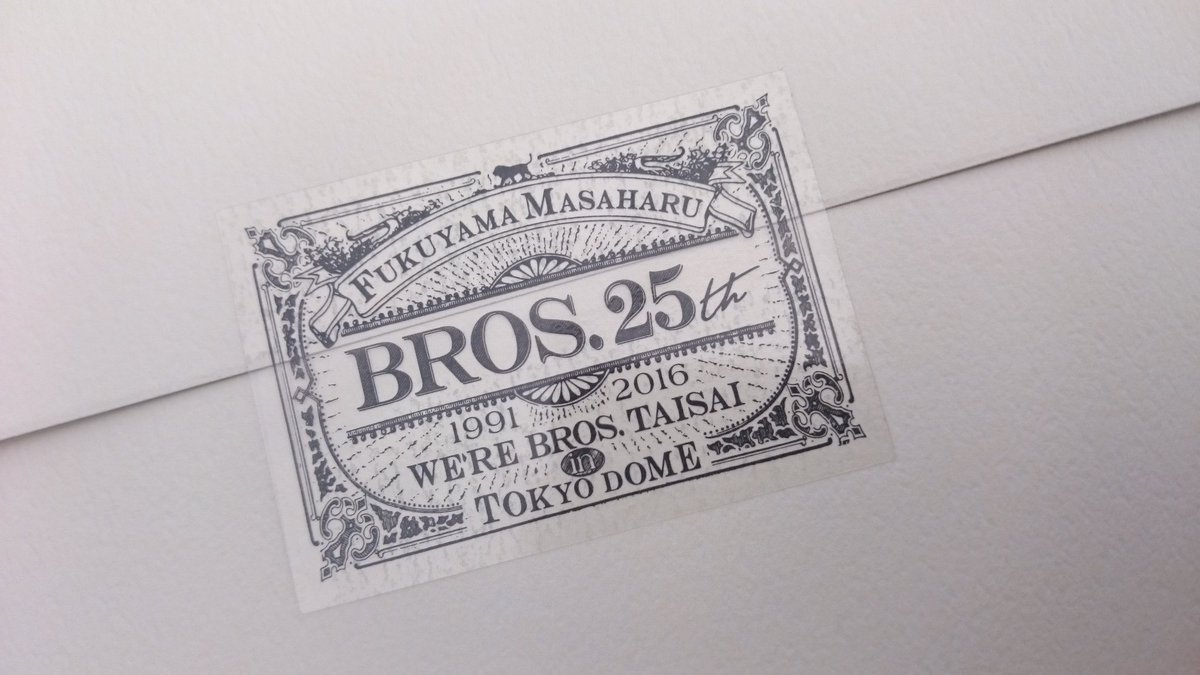 FUKUYAMA MASAHARU
BROS. 25th
1991 2016
WE'RE BROS. TAISAI
in
TOKYO DOME